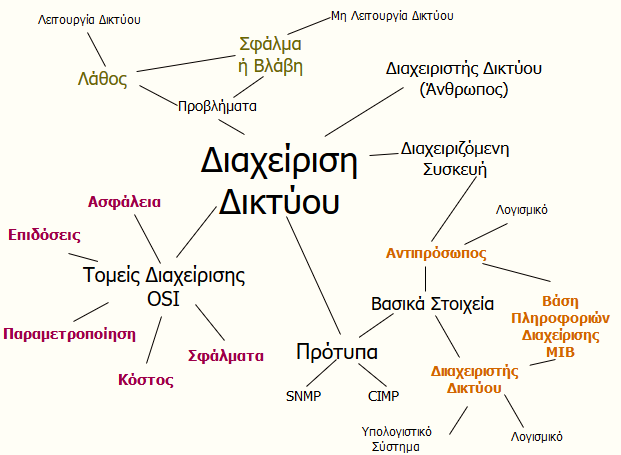 Λειτουργία Δικτύου
Μη Λειτουργία Δικτύου
Σφάλμα
ή Βλάβη
Λάθος
Προβλήματα
Διαχειριστής Δικτύου
(Άνθρωπος)
Διαχείριση
Δικτύου
Διαχειριζόμενη
Συσκευή
Ασφάλεια
Επιδόσεις
Τομείς Διαχείρισης
OSI
Παραμετροποίηση
Κόστος
Σφάλματα
Λογισμικό
Αντιπρόσωπος
Βασικά Στοιχεία
Βάση
Πληροφοριών
Διαχείρισης
MIB
Πρότυπα
SNMP
CIMP
Διαχειριστής
Δικτύου
Υπολογιστικό
Σύστημα
Λογισμικό